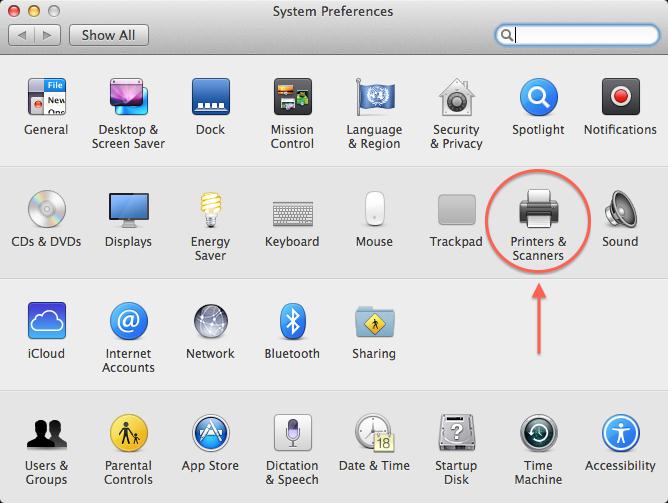 System Preferences
Show All
File
New
Ope
General
Desktop &
Screen Saver
Dock
Mission
Control
Language
& Region
Security
& Privacy
Spotlight
Notifications
CDs & DVDs
Displays
Energy
Saver
Keyboard
Mouse
Trackpad
Printers &
Scanners
Sound
iCloud
@
Internet
Accounts
Network
Bluetooth
Sharing
Users &
Groups
Parental
Controls
App Store
Dictation
& Speech
18
Date & Time
?
Startup
Disk
Time
Machine
Accessibility